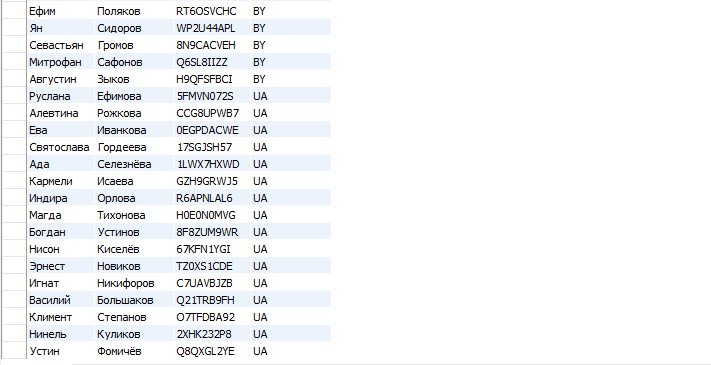 Ефим Поляков RT6OSVCHC BY
Ян Сидоров WP2U44APL BY
Севастьян Громов 8N9CACVEH BY
Митрофан Сафонов Q6SL8IIZZ BY
Августин Зыков H9QFSFBCI BY
Руслана Ефимова 5FMVN072S UA
Алевтина Рожкова CCG8UPWB7 UA
Ева Иванкова 0EGPDACWE UA
Святослава Гордеева 17SGJSH57 UA
Ада Селезнёва 1LWX7HXWD UA
Кармели Исаева GZH9GRWJ5 UA
Индира Орлова R6APNLAL6 UA
Магда Тихонова H0E0N0MVG UA
Богдан Устинов 8F8ZUM9WR UA
Нисон Киселёв 67KFN1YGI UA
Эрнест Новиков TZ0XS1CDE UA
Игнат Никифоров C7UAVBJZB UA
Василий Большаков Q21TRB9FH UA
Климент Степанов O7TFDBA92 UA
Нинель Куликов 2XHK232P8 UA
Устин Фомичёв Q8QXGL2YE UA